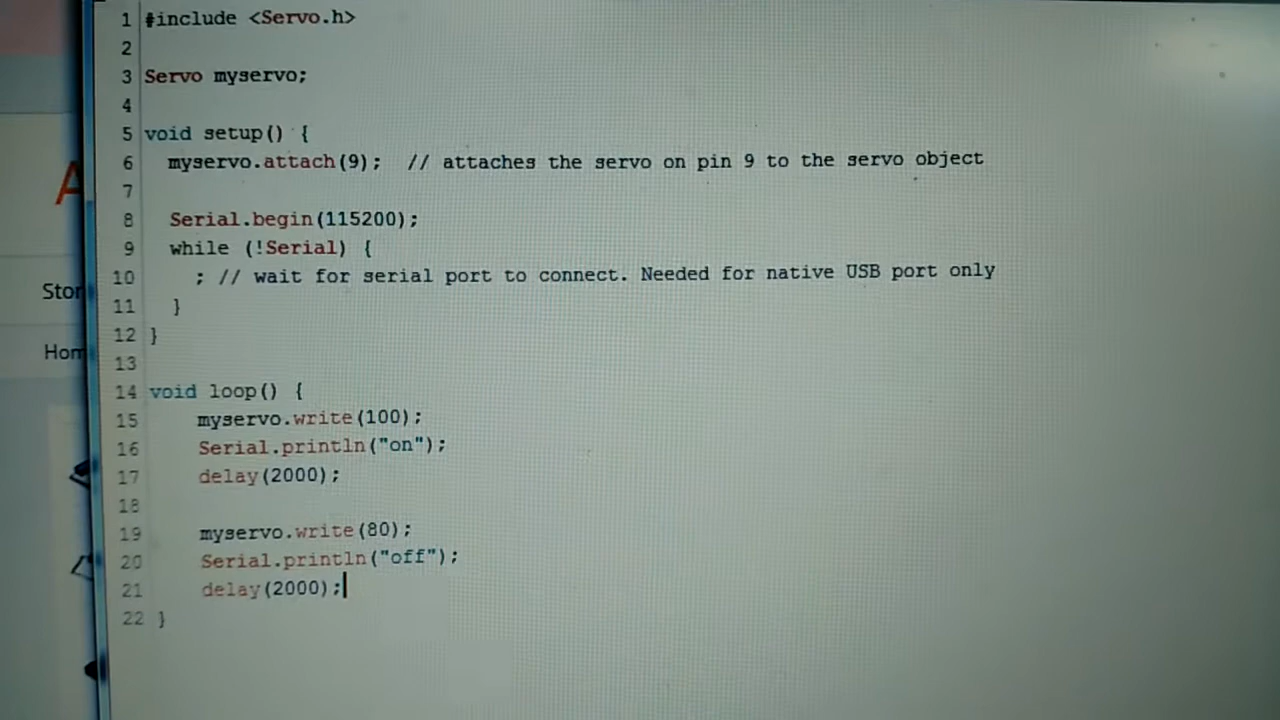 A
Stor
Hom
1 #include <Servo.h>
2
3 Servo myservo;
4
5 void setup() {
6 myservo.attach(9);  // attaches the servo on pin 9 to the servo object
7
8 Serial.begin(115200);
9 while (!Serial) {
10 ; // wait for serial port to connect. Needed for native USB port only
11 }
12 }
13
14 void loop() {
15 myservo.write(100);
16 Serial.println("on");
17 delay(2000);
18
19 myservo.write(80);
20 Serial.println("off");
21 delay(2000);
22 }